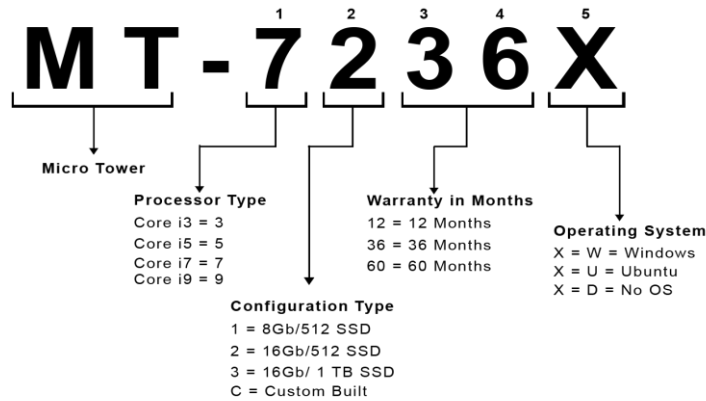 1 2 3 4 5
MT-7236X
Micro Tower
Processor Type
Core i3 = 3
Core i5 = 5
Core i7 = 7
Core i9 = 9
Configuration Type
1 = 8Gb/512 SSD
2 = 16Gb/512 SSD
3 = 16Gb/ 1 TB SSD
C = Custom Built
Warranty in Months
12 = 12 Months
36 = 36 Months
60 = 60 Months
Operating System
X = W = Windows
X = U = Ubuntu
X = D = No OS